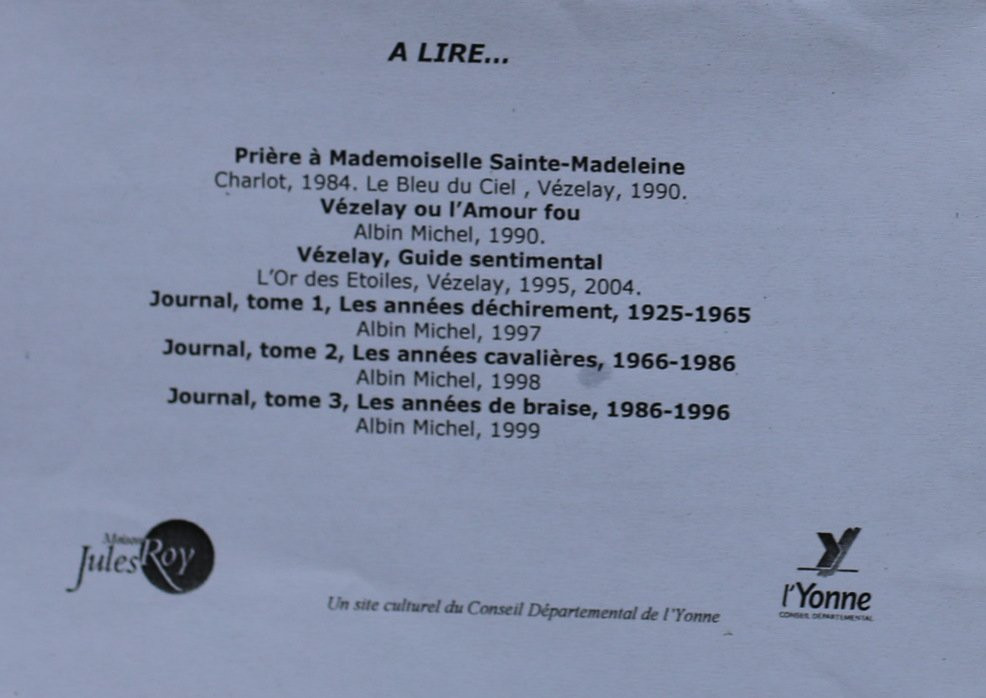 A LIRE...
Prière à Mademoiselle Sainte-Madeleine
Charlot, 1984. Le Bleu du Ciel , Vézelay, 1990.
Vézelay ou l'Amour fou
Albin Michel, 1990.
Vézelay, Guide sentimental
L'Or des Etoiles, Vézelay, 1995, 2004.
Journal, tome 1, Les années déchirement, 1925-1965
Albin Michel, 1997
Journal, tome 2, Les années cavalières, 1966-1986
Albin Michel, 1998
Journal, tome 3, Les années de braise, 1986-1996
Albin Michel, 1999
Maison
Jules Roy
Un site culturel du Conseil Départemental de l'Yonne
l'Yonne
CONSEIL DÉPARTEMENTAL